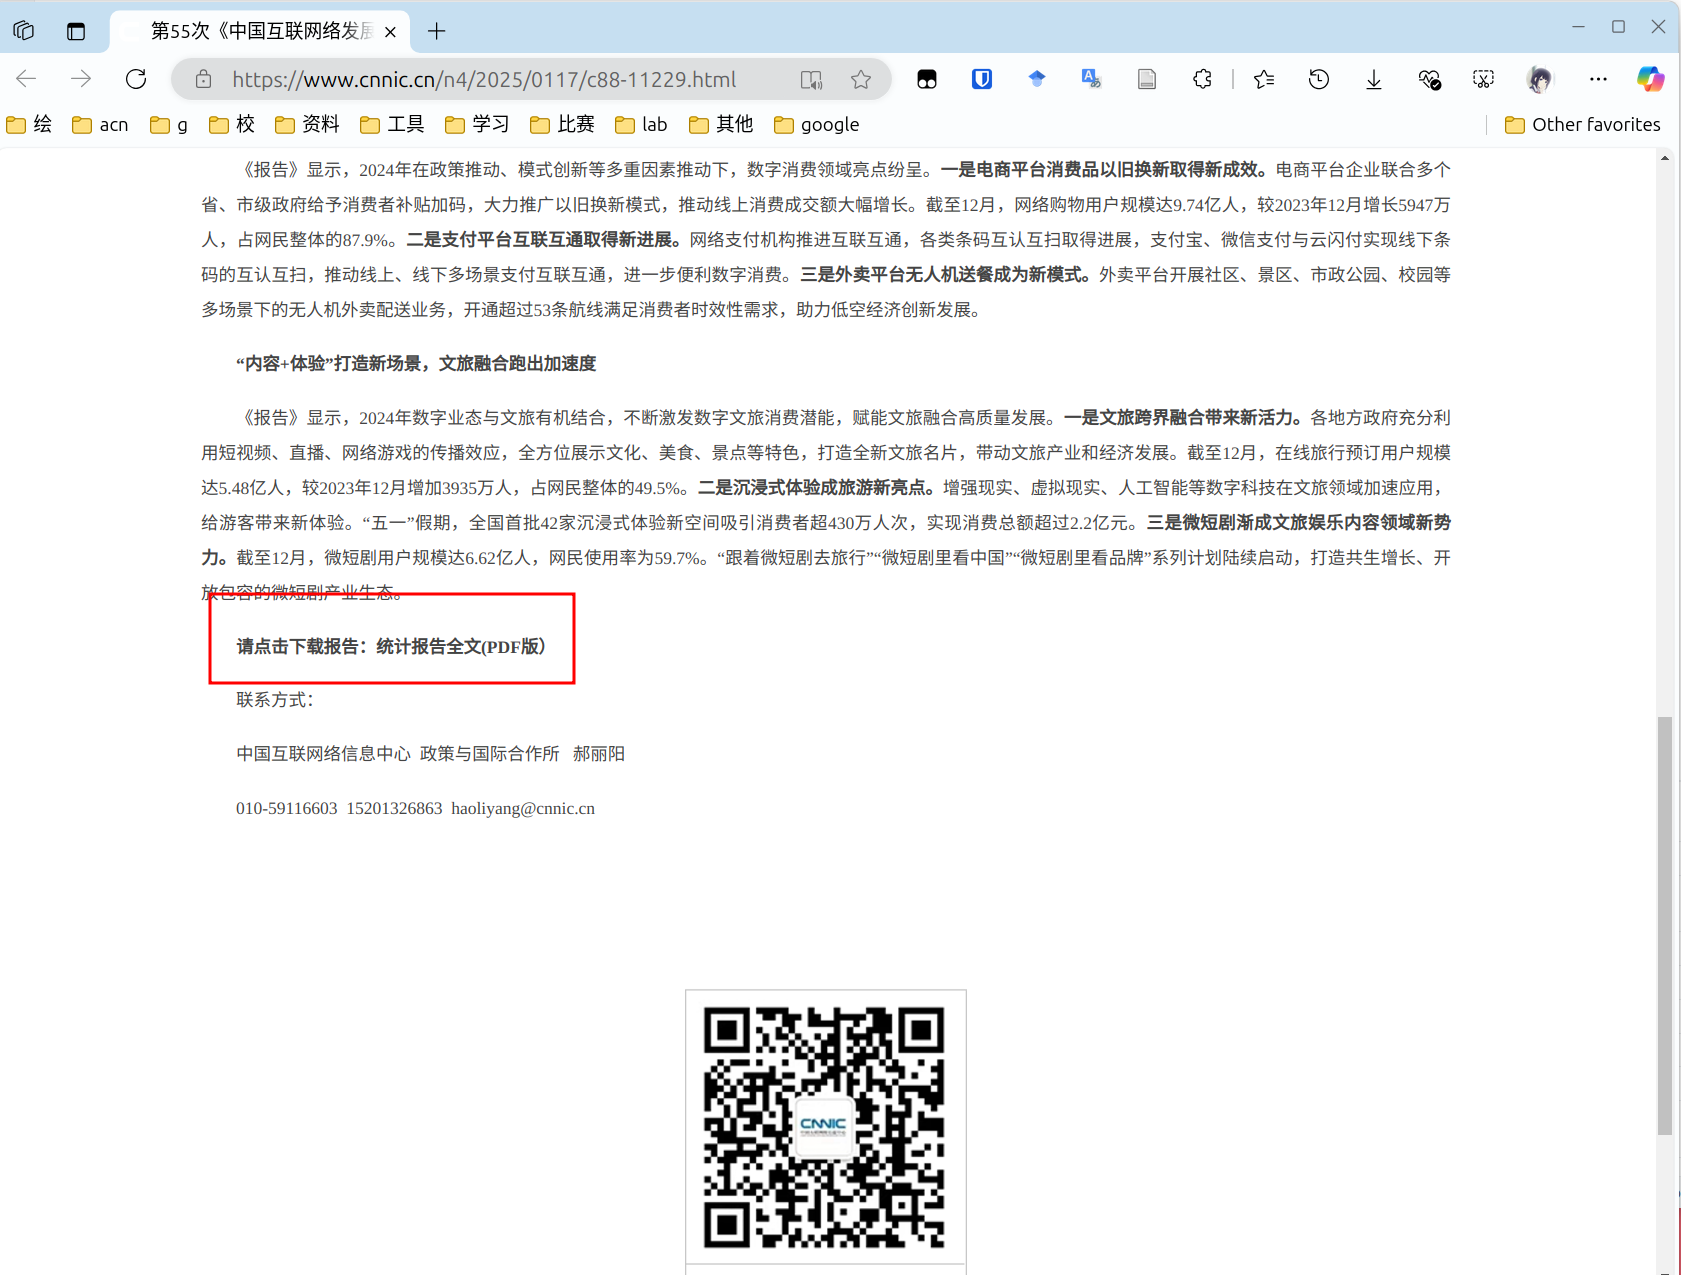 第55次《中国互联网络发展
https://www.cnnic.cn/n4/2025/0117/c88-11229.html
绘 acn g 校 资料 工具 学习 比赛 lab 其他 google Other favorites
《报告》显示，2024年在政策推动、模式创新等多重因素推动下，数字消费领域亮点纷呈。一是电商平台消费品以旧换新取得新成效。电商平台企业联合多个
省、市级政府给予消费者补贴加码，大力推广以旧换新模式，推动线上消费成交额大幅增长。截至12月，网络购物用户规模达9.74亿人，较2023年12月增长5947万
人，占网民整体的87.9%。二是支付平台互联互通取得新进展。网络支付机构推进互联互通，各类条码互认互扫取得进展，支付宝、微信支付与云闪付实现线下条
码的互认互扫，推动线上、线下多场景支付互联互通，进一步便利数字消费。三是外卖平台无人机送餐成为新模式。外卖平台开展社区、景区、市政公园、校园等
多场景下的无人机外卖配送业务，开通超过53条航线满足消费者时效性需求，助力低空经济创新发展。
“内容+体验”打造新场景，文旅融合跑出加速度
《报告》显示，2024年数字业态与文旅有机结合，不断激发数字文旅消费潜能，赋能文旅融合高质量发展。一是文旅跨界融合带来新活力。各地方政府充分利
用短视频、直播、网络游戏的传播效应，全方位展示文化、美食、景点等特色，打造全新文旅名片，带动文旅产业和经济发展。截至12月，在线旅行预订用户规模
达5.48亿人，较2023年12月增加3935万人，占网民整体的49.5%。二是沉浸式体验成旅游新亮点。增强现实、虚拟现实、人工智能等数字科技在文旅领域加速应用，
给游客带来新体验。“五一”假期，全国首批42家沉浸式体验新空间吸引消费者超430万人次，实现消费总额超过2.2亿元。三是微短剧渐成文旅娱乐内容领域新势
力。截至12月，微短剧用户规模达6.62亿人，网民使用率为59.7%。“跟着微短剧去旅行”“微短剧里看中国”“微短剧里看品牌”系列计划陆续启动，打造共生增长、开
放包容的微短剧产业生态。
请点击下载报告：统计报告全文(PDF版）
联系方式：
中国互联网络信息中心 政策与国际合作所 郝丽阳
010-59116603 15201326863 haoliyang@cnnic.cn
CNNIC